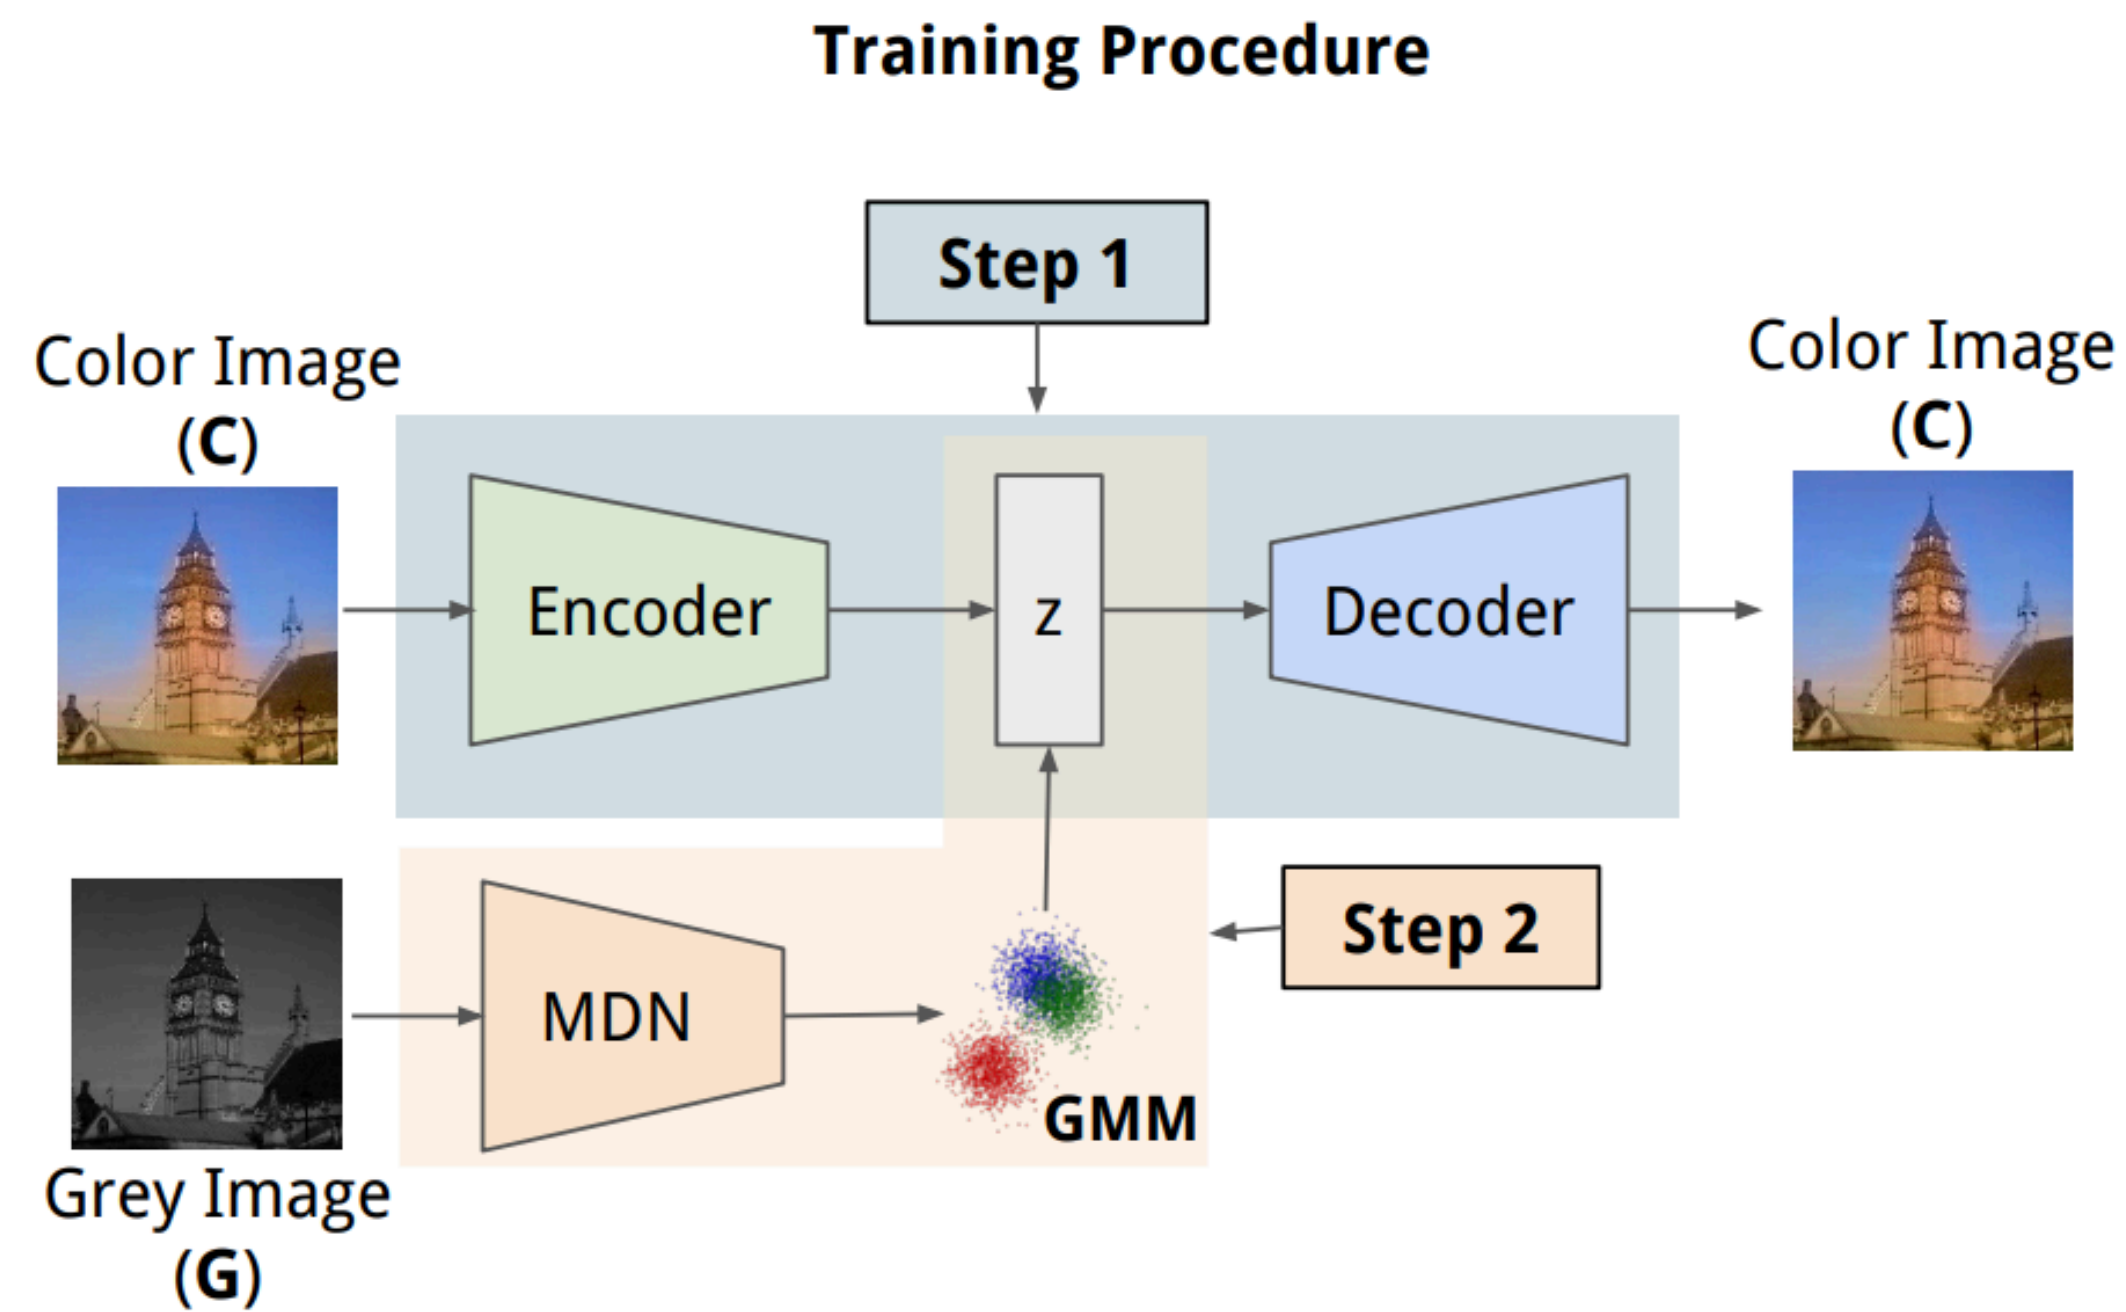 Training Procedure
Step 1
Color Image
(C)
Color Image
(C)
Encoder
z
Decoder
MDN
GMM
Step 2
Grey Image
(G)